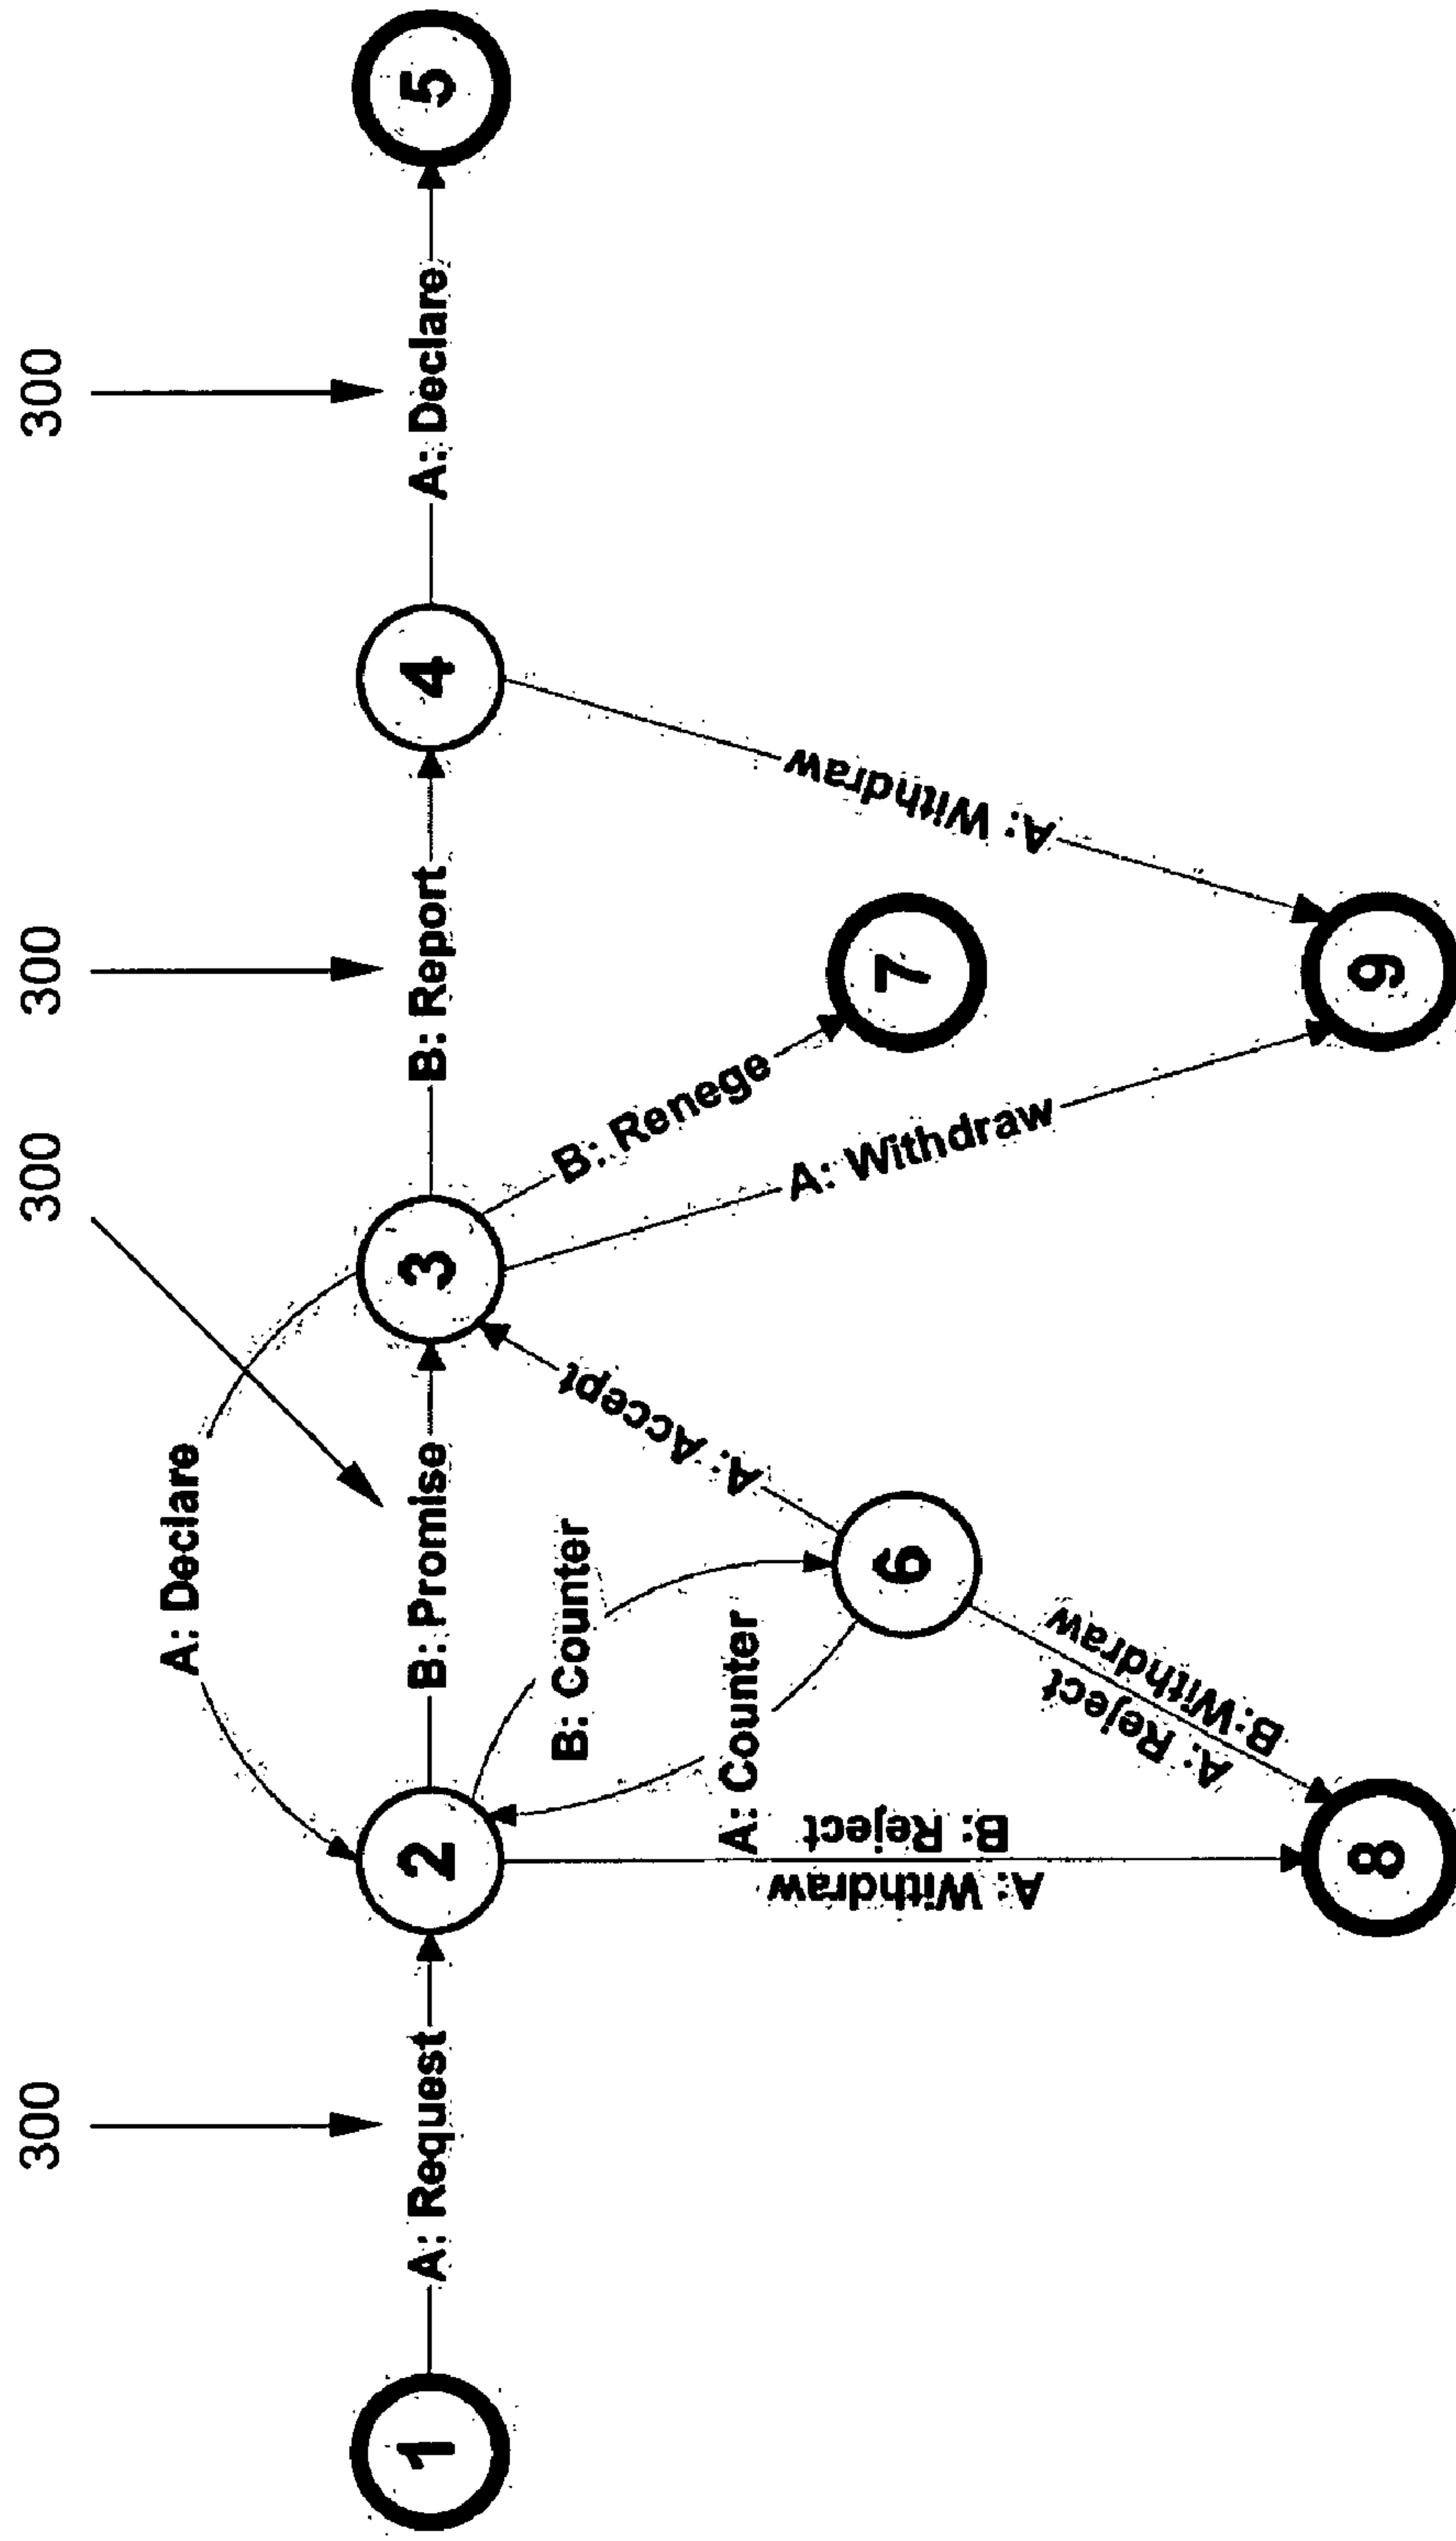 300
300
300
300
A: Declare
1
A: Request
2
B: Promise
3
B: Report
4
A: Declare
5
B: Counter
A: Accept
B: Renege
A: Counter
6
7
A: Withdraw
B: Reject
A: Withdraw
A: Withdraw
A: Reject
B:Withdraw
8
9